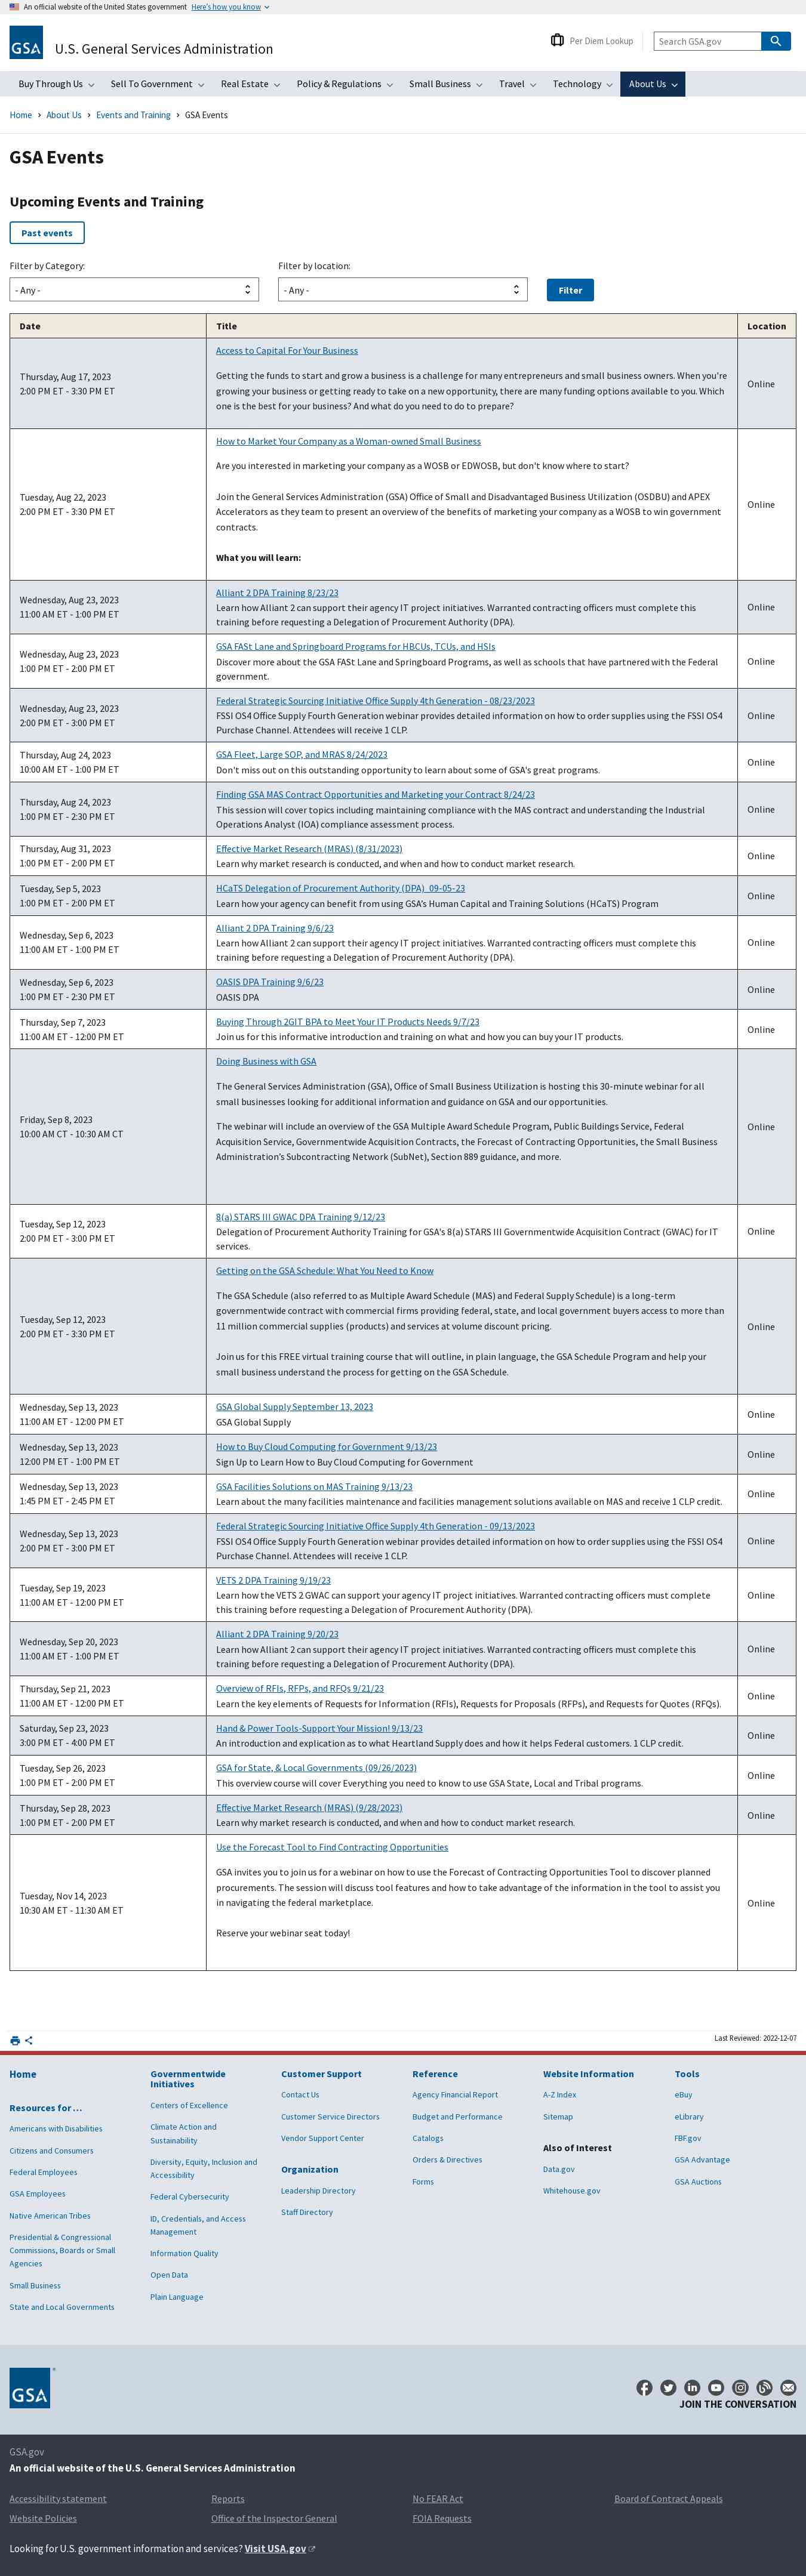 An official website of the United States government Here's how you know
GSA
U.S. General Services Administration
Per Diem Lookup
Search GSA.gov
Buy Through Us Sell To Government Real Estate Policy & Regulations Small Business Travel Technology About Us
Home › About Us › Events and Training › GSA Events
GSA Events
Upcoming Events and Training
Past events
Filter by Category: Filter by location:
- Any - - Any - Filter
Date Title Location
Access to Capital For Your Business
Thursday, Aug 17, 2023
2:00 PM ET - 3:30 PM ET
Getting the funds to start and grow a business is a challenge for many entrepreneurs and small business owners. When you're
growing your business or getting ready to take on a new opportunity, there are many funding options available to you. Which
one is the best for your business? And what do you need to do to prepare?
Online
How to Market Your Company as a Woman-owned Small Business
Are you interested in marketing your company as a WOSB or EDWOSB, but don't know where to start?
Tuesday, Aug 22, 2023
2:00 PM ET - 3:30 PM ET
Join the General Services Administration (GSA) Office of Small and Disadvantaged Business Utilization (OSDBU) and APEX
Accelerators as they team to present an overview of the benefits of marketing your company as a WOSB to win government
contracts.
What you will learn:
Online
Wednesday, Aug 23, 2023
11:00 AM ET - 1:00 PM ET
Alliant 2 DPA Training 8/23/23
Learn how Alliant 2 can support their agency IT project initiatives. Warranted contracting officers must complete this
training before requesting a Delegation of Procurement Authority (DPA).
Online
Wednesday, Aug 23, 2023
1:00 PM ET - 2:00 PM ET
GSA FASt Lane and Springboard Programs for HBCUs, TCUs, and HSIs
Discover more about the GSA FASt Lane and Springboard Programs, as well as schools that have partnered with the Federal
government.
Online
Wednesday, Aug 23, 2023
2:00 PM ET - 3:00 PM ET
Federal Strategic Sourcing Initiative Office Supply 4th Generation - 08/23/2023
FSSI OS4 Office Supply Fourth Generation webinar provides detailed information on how to order supplies using the FSSI OS4
Purchase Channel. Attendees will receive 1 CLP.
Online
Thursday, Aug 24, 2023
10:00 AM ET - 1:00 PM ET
GSA Fleet, Large SOP, and MRAS 8/24/2023
Don't miss out on this outstanding opportunity to learn about some of GSA's great programs.
Online
Thursday, Aug 24, 2023
1:00 PM ET - 2:30 PM ET
Finding GSA MAS Contract Opportunities and Marketing your Contract 8/24/23
This session will cover topics including maintaining compliance with the MAS contract and understanding the Industrial
Operations Analyst (IOA) compliance assessment process.
Online
Thursday, Aug 31, 2023
1:00 PM ET - 2:00 PM ET
Effective Market Research (MRAS) (8/31/2023)
Learn why market research is conducted, and when and how to conduct market research.
Online
Tuesday, Sep 5, 2023
1:00 PM ET - 2:00 PM ET
HCaTS Delegation of Procurement Authority (DPA)_09-05-23
Learn how your agency can benefit from using GSA's Human Capital and Training Solutions (HCaTS) Program
Online
Wednesday, Sep 6, 2023
11:00 AM ET - 1:00 PM ET
Alliant 2 DPA Training 9/6/23
Learn how Alliant 2 can support their agency IT project initiatives. Warranted contracting officers must complete this
training before requesting a Delegation of Procurement Authority (DPA).
Online
Wednesday, Sep 6, 2023
1:00 PM ET - 2:30 PM ET
OASIS DPA Training 9/6/23
OASIS DPA
Online
Thursday, Sep 7, 2023
11:00 AM ET - 12:00 PM ET
Buying Through 2GIT BPA to Meet Your IT Products Needs 9/7/23
Join us for this informative introduction and training on what and how you can buy your IT products.
Online
Doing Business with GSA
The General Services Administration (GSA), Office of Small Business Utilization is hosting this 30-minute webinar for all
small businesses looking for additional information and guidance on GSA and our opportunities.
Friday, Sep 8, 2023
10:00 AM CT - 10:30 AM CT
The webinar will include an overview of the GSA Multiple Award Schedule Program, Public Buildings Service, Federal
Acquisition Service, Governmentwide Acquisition Contracts, the Forecast of Contracting Opportunities, the Small Business
Administration's Subcontracting Network (SubNet), Section 889 guidance, and more.
Online
Tuesday, Sep 12, 2023
2:00 PM ET - 3:00 PM ET
8(a) STARS III GWAC DPA Training 9/12/23
Delegation of Procurement Authority Training for GSA's 8(a) STARS III Governmentwide Acquisition Contract (GWAC) for IT
services.
Online
Getting on the GSA Schedule: What You Need to Know
Tuesday, Sep 12, 2023
2:00 PM ET - 3:30 PM ET
The GSA Schedule (also referred to as Multiple Award Schedule (MAS) and Federal Supply Schedule) is a long-term
governmentwide contract with commercial firms providing federal, state, and local government buyers access to more than
11 million commercial supplies (products) and services at volume discount pricing.
Join us for this FREE virtual training course that will outline, in plain language, the GSA Schedule Program and help your
small business understand the process for getting on the GSA Schedule.
Online
Wednesday, Sep 13, 2023
11:00 AM ET - 12:00 PM ET
GSA Global Supply September 13, 2023
GSA Global Supply
Online
Wednesday, Sep 13, 2023
12:00 PM ET - 1:00 PM ET
How to Buy Cloud Computing for Government 9/13/23
Sign Up to Learn How to Buy Cloud Computing for Government
Online
Wednesday, Sep 13, 2023
1:45 PM ET - 2:45 PM ET
GSA Facilities Solutions on MAS Training 9/13/23
Learn about the many facilities maintenance and facilities management solutions available on MAS and receive 1 CLP credit.
Online
Wednesday, Sep 13, 2023
2:00 PM ET - 3:00 PM ET
Federal Strategic Sourcing Initiative Office Supply 4th Generation - 09/13/2023
FSSI OS4 Office Supply Fourth Generation webinar provides detailed information on how to order supplies using the FSSI OS4
Purchase Channel. Attendees will receive 1 CLP.
Online
Tuesday, Sep 19, 2023
11:00 AM ET - 12:00 PM ET
VETS 2 DPA Training 9/19/23
Learn how the VETS 2 GWAC can support your agency IT project initiatives. Warranted contracting officers must complete
this training before requesting a Delegation of Procurement Authority (DPA).
Online
Wednesday, Sep 20, 2023
11:00 AM ET - 1:00 PM ET
Alliant 2 DPA Training 9/20/23
Learn how Alliant 2 can support their agency IT project initiatives. Warranted contracting officers must complete this
training before requesting a Delegation of Procurement Authority (DPA).
Online
Thursday, Sep 21, 2023
11:00 AM ET - 12:00 PM ET
Overview of RFIs, RFPs, and RFQs 9/21/23
Learn the key elements of Requests for Information (RFIs), Requests for Proposals (RFPs), and Requests for Quotes (RFQs).
Online
Saturday, Sep 23, 2023
3:00 PM ET - 4:00 PM ET
Hand & Power Tools-Support Your Mission! 9/13/23
An introduction and explication as to what Heartland Supply does and how it helps Federal customers. 1 CLP credit.
Online
Tuesday, Sep 26, 2023
1:00 PM ET - 2:00 PM ET
GSA for State, & Local Governments (09/26/2023)
This overview course will cover Everything you need to know to use GSA State, Local and Tribal programs.
Online
Thursday, Sep 28, 2023
1:00 PM ET - 2:00 PM ET
Effective Market Research (MRAS) (9/28/2023)
Learn why market research is conducted, and when and how to conduct market research.
Online
Use the Forecast Tool to Find Contracting Opportunities
Tuesday, Nov 14, 2023
10:30 AM ET - 11:30 AM ET
GSA invites you to join us for a webinar on how to use the Forecast of Contracting Opportunities Tool to discover planned
procurements. The session will discuss tool features and how to take advantage of the information in the tool to assist you
in navigating the federal marketplace.
Reserve your webinar seat today!
Online
Last Reviewed: 2022-12-07
Home
Resources for …
Americans with Disabilities
Citizens and Consumers
Federal Employees
GSA Employees
Native American Tribes
Presidential & Congressional
Commissions, Boards or Small
Agencies
Small Business
State and Local Governments
Governmentwide
Initiatives
Centers of Excellence
Climate Action and
Sustainability
Diversity, Equity, Inclusion and
Accessibility
Federal Cybersecurity
ID, Credentials, and Access
Management
Information Quality
Open Data
Plain Language
Customer Support
Contact Us
Customer Service Directors
Vendor Support Center
Organization
Leadership Directory
Staff Directory
Reference
Agency Financial Report
Budget and Performance
Catalogs
Orders & Directives
Forms
Website Information
A-Z Index
Sitemap
Also of Interest
Data.gov
Whitehouse.gov
Tools
eBuy
eLibrary
FBF.gov
GSA Advantage
GSA Auctions
GSA
JOIN THE CONVERSATION
GSA.gov
An official website of the U.S. General Services Administration
Accessibility statement Reports No FEAR Act Board of Contract Appeals
Website Policies Office of the Inspector General FOIA Requests
Looking for U.S. government information and services? Visit USA.gov